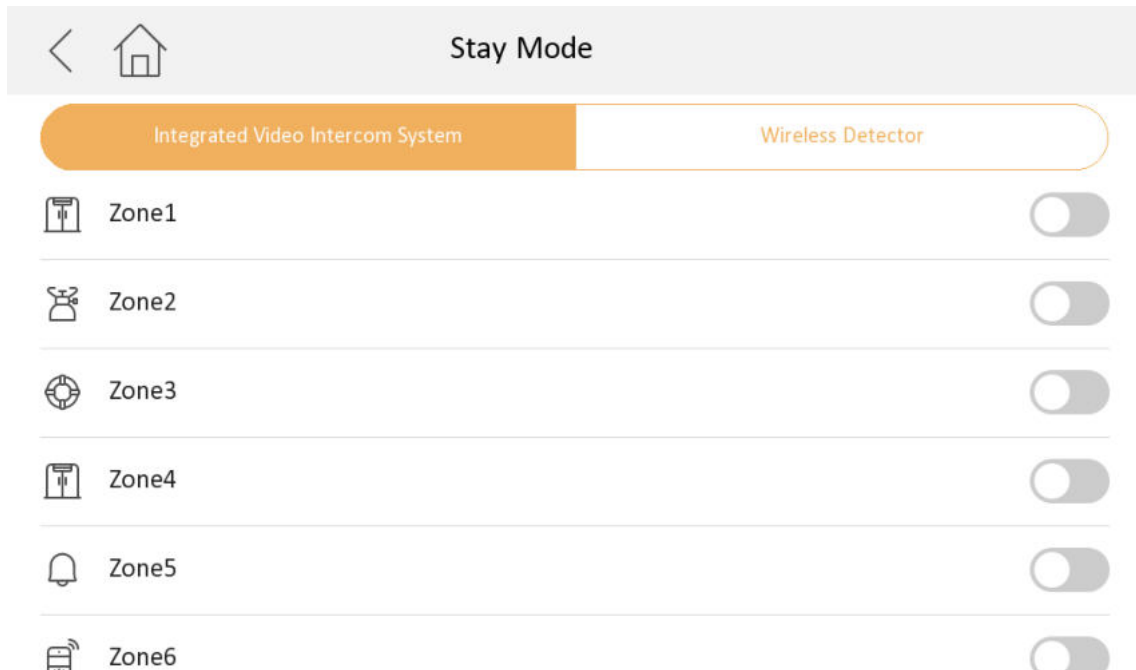 Stay Mode
Integrated Video Intercom System
Wireless Detector
Zone1
Zone2
Zone3
Zone4
Zone5
Zone6